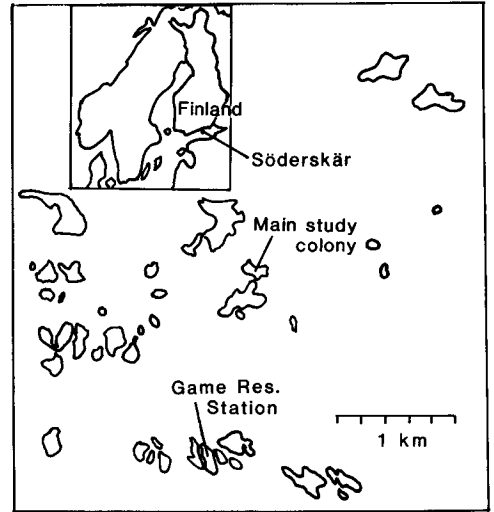 Finland
Söderskär
Main study
colony
Game Res.
Station
1 km